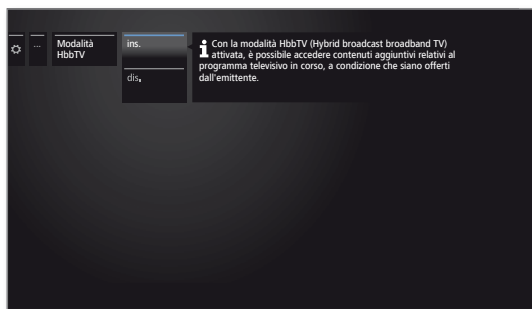 ...
Modalità
HbbTV
ins.
dis.
Con la modalità HbbTV (Hybrid broadcast broadband TV)
attivata, è possibile accedere contenuti aggiuntivi relativi al
programma televisivo in corso, a condizione che siano offerti
dall'emittente.